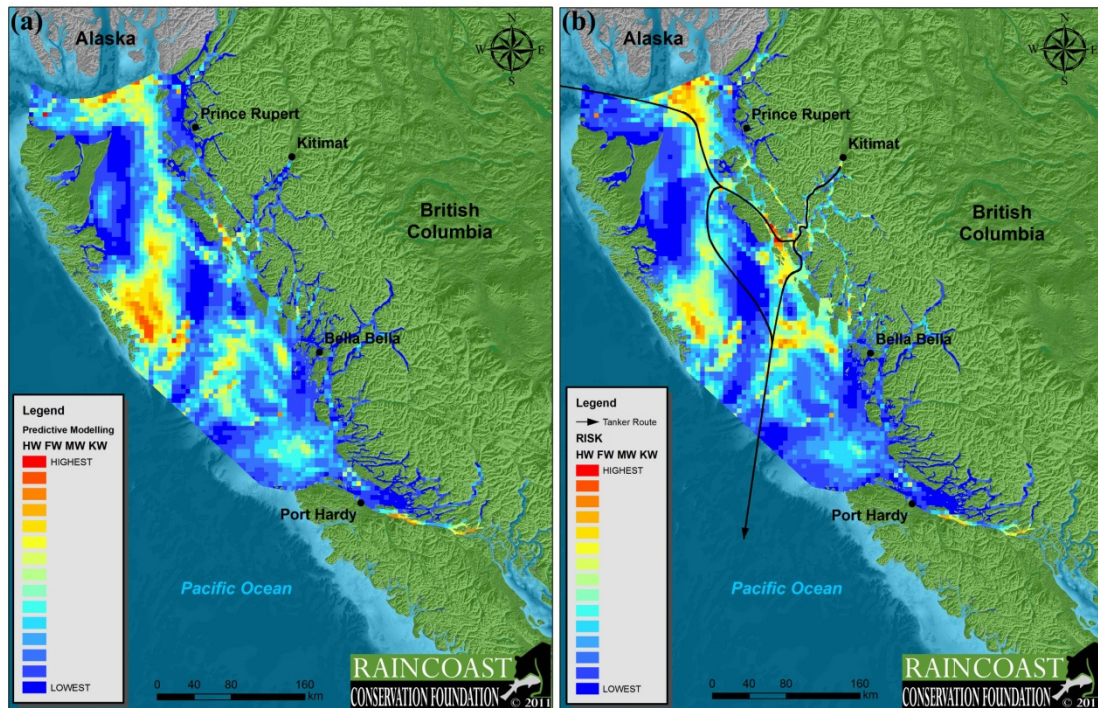 (a)
Alaska
N
W E
S
Prince Rupert
Kitimat
British
Columbia
Bella Bella
Port Hardy
Pacific Ocean
Legend
Predictive Modelling
HW FW MW KW
HIGHEST
LOWEST
0 40 80 160
km
RAINCOAST
CONSERVATION FOUNDATION
© 2011
(b)
Alaska
N
W E
S
Prince Rupert
Kitimat
British
Columbia
Bella Bella
Port Hardy
Pacific Ocean
Legend
Tanker Route
RISK
HW FW MW KW
HIGHEST
LOWEST
0 40 80 160
km
RAINCOAST
CONSERVATION FOUNDATION
© 2011